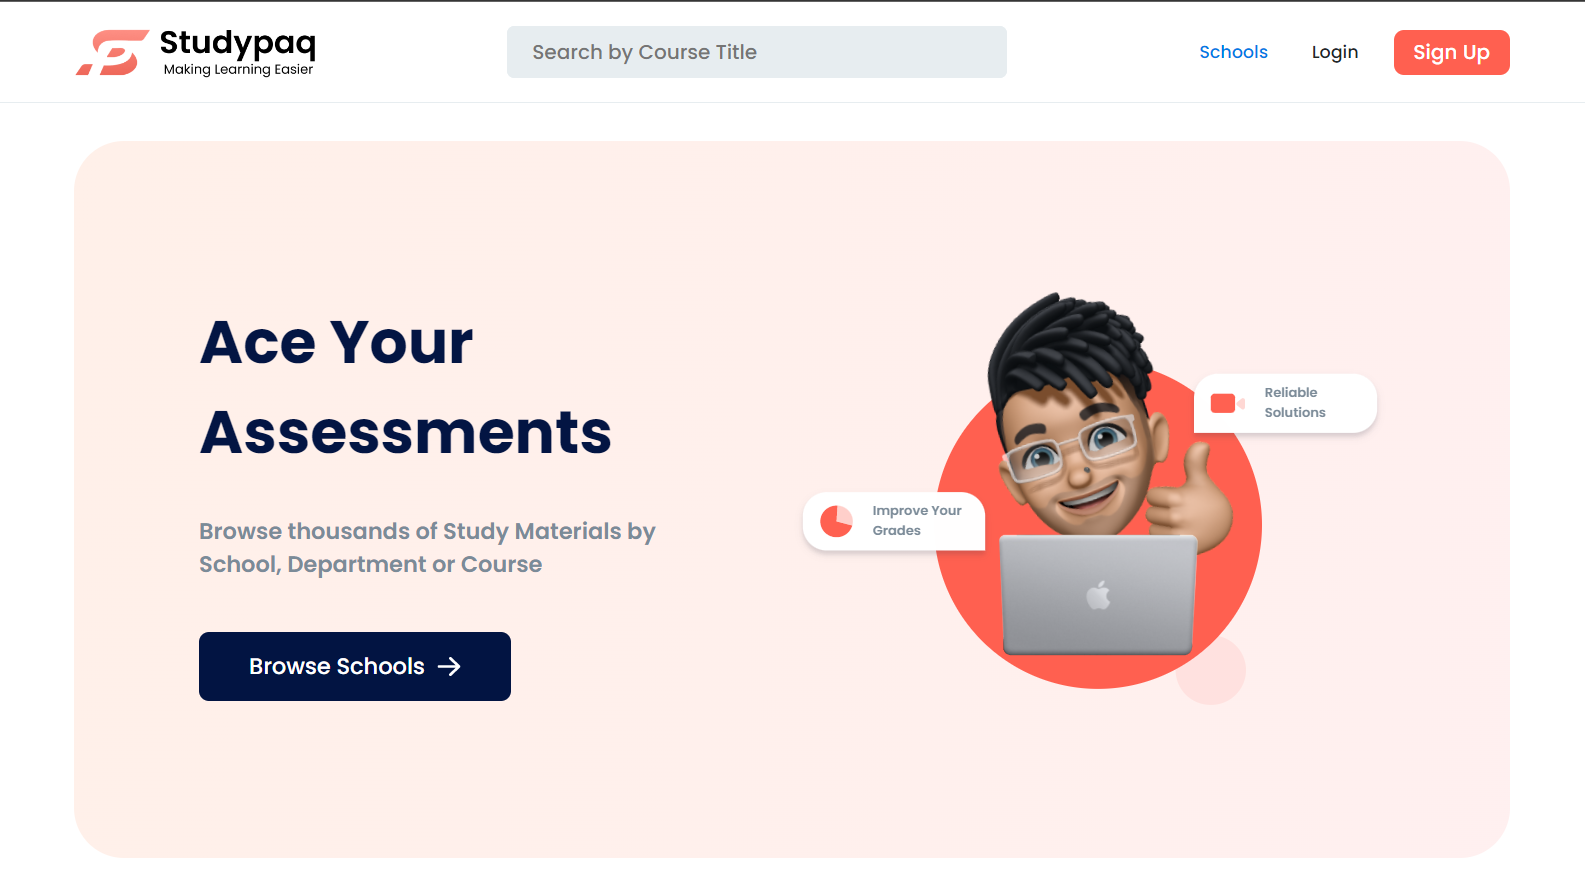 Studypaq
Making Learning Easier
Search by Course Title
Schools
Login
Sign Up
Ace Your
Assessments
Browse thousands of Study Materials by
School, Department or Course
Browse Schools
Reliable
Solutions
Improve Your
Grades